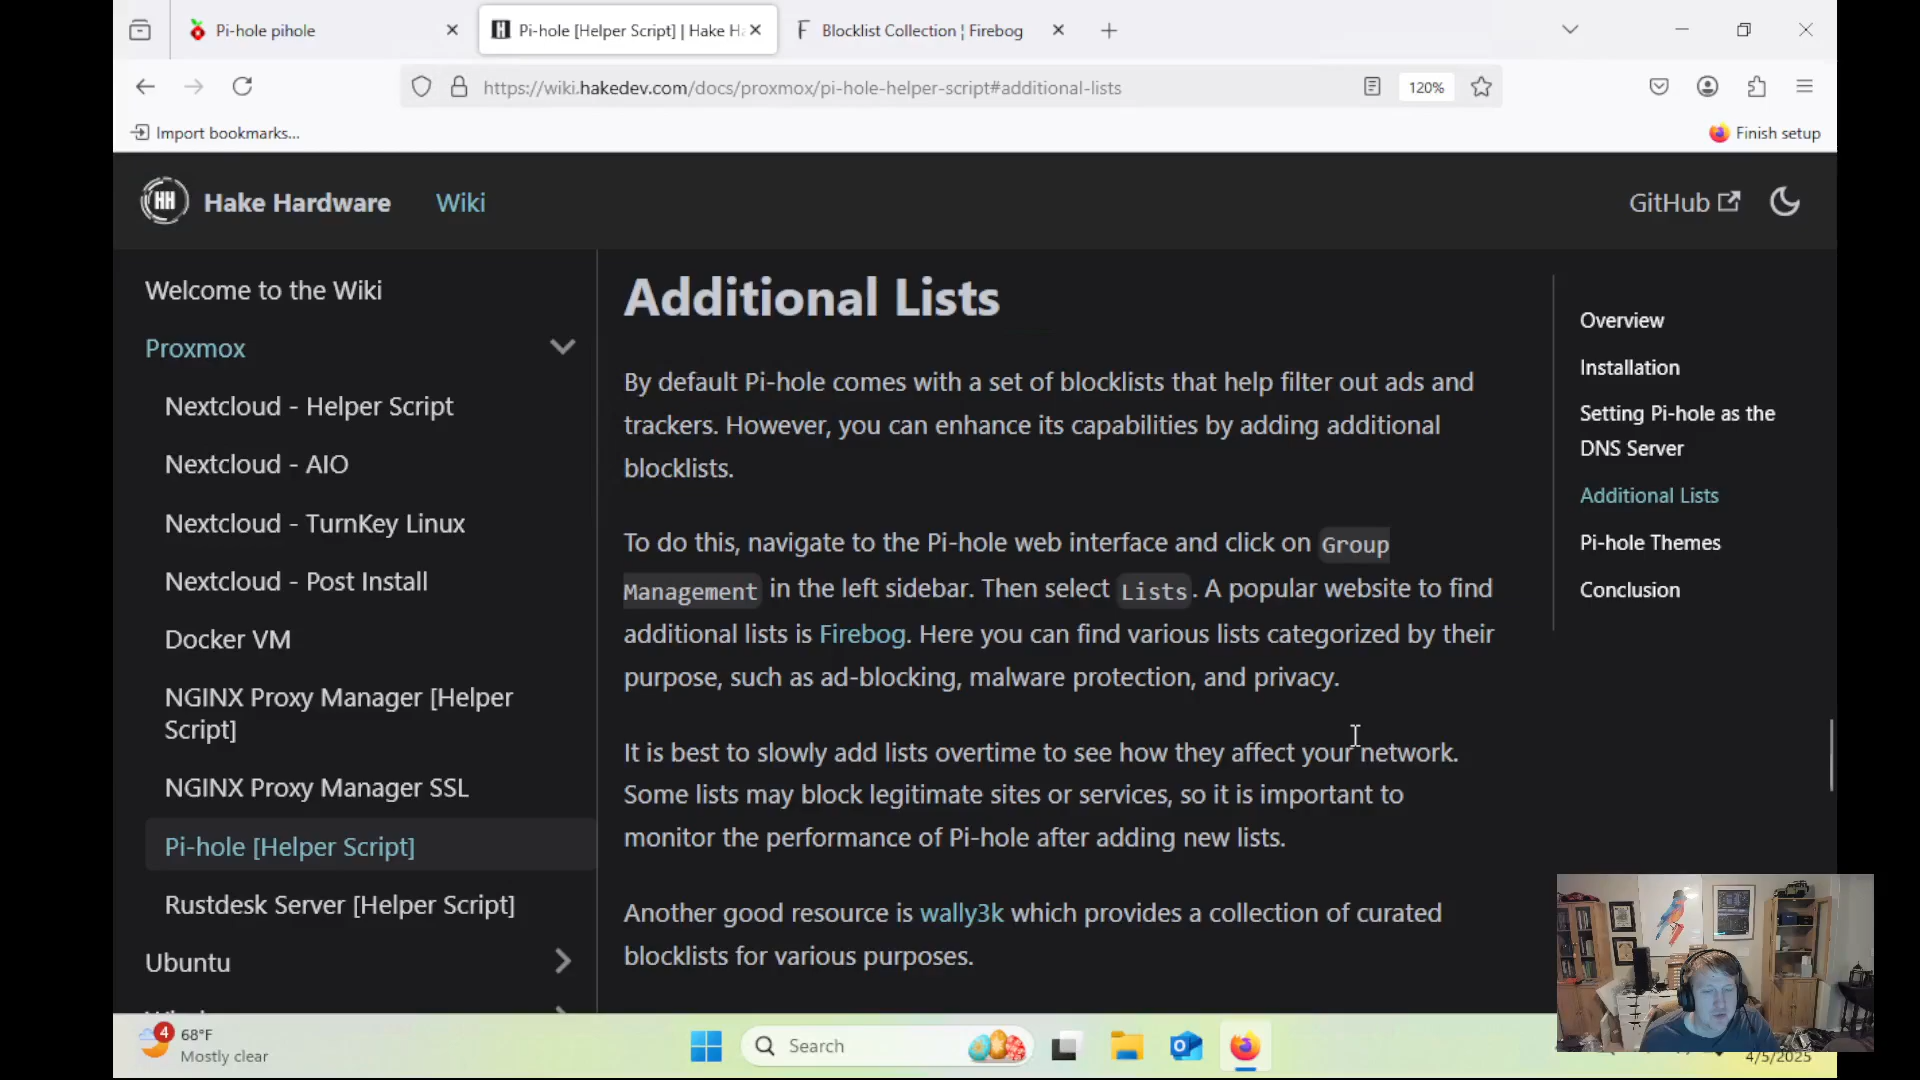 Pi-hole pihole
Pi-hole [Helper Script] | Hake Ha
Blocklist Collection ¦ Firebog
https://wiki.hakedev.com/docs/proxmox/pi-hole-helper-script#additional-lists
120%
Import bookmarks...
Finish setup
HH
Hake Hardware
Wiki
GitHub
Welcome to the Wiki
Proxmox
Nextcloud - Helper Script
Nextcloud - AIO
Nextcloud - TurnKey Linux
Nextcloud - Post Install
Docker VM
NGINX Proxy Manager [Helper
Script]
NGINX Proxy Manager SSL
Pi-hole [Helper Script]
Rustdesk Server [Helper Script]
Ubuntu
Additional Lists
By default Pi-hole comes with a set of blocklists that help filter out ads and
trackers. However, you can enhance its capabilities by adding additional
blocklists.
To do this, navigate to the Pi-hole web interface and click on Group
Management in the left sidebar. Then select Lists. A popular website to find
additional lists is Firebog. Here you can find various lists categorized by their
purpose, such as ad-blocking, malware protection, and privacy.
It is best to slowly add lists overtime to see how they affect your network.
Some lists may block legitimate sites or services, so it is important to
monitor the performance of Pi-hole after adding new lists.
Another good resource is wally3k which provides a collection of curated
blocklists for various purposes.
Overview
Installation
Setting Pi-hole as the
DNS Server
Additional Lists
Pi-hole Themes
Conclusion
4
68°F
Mostly clear
Search
4/5/2025